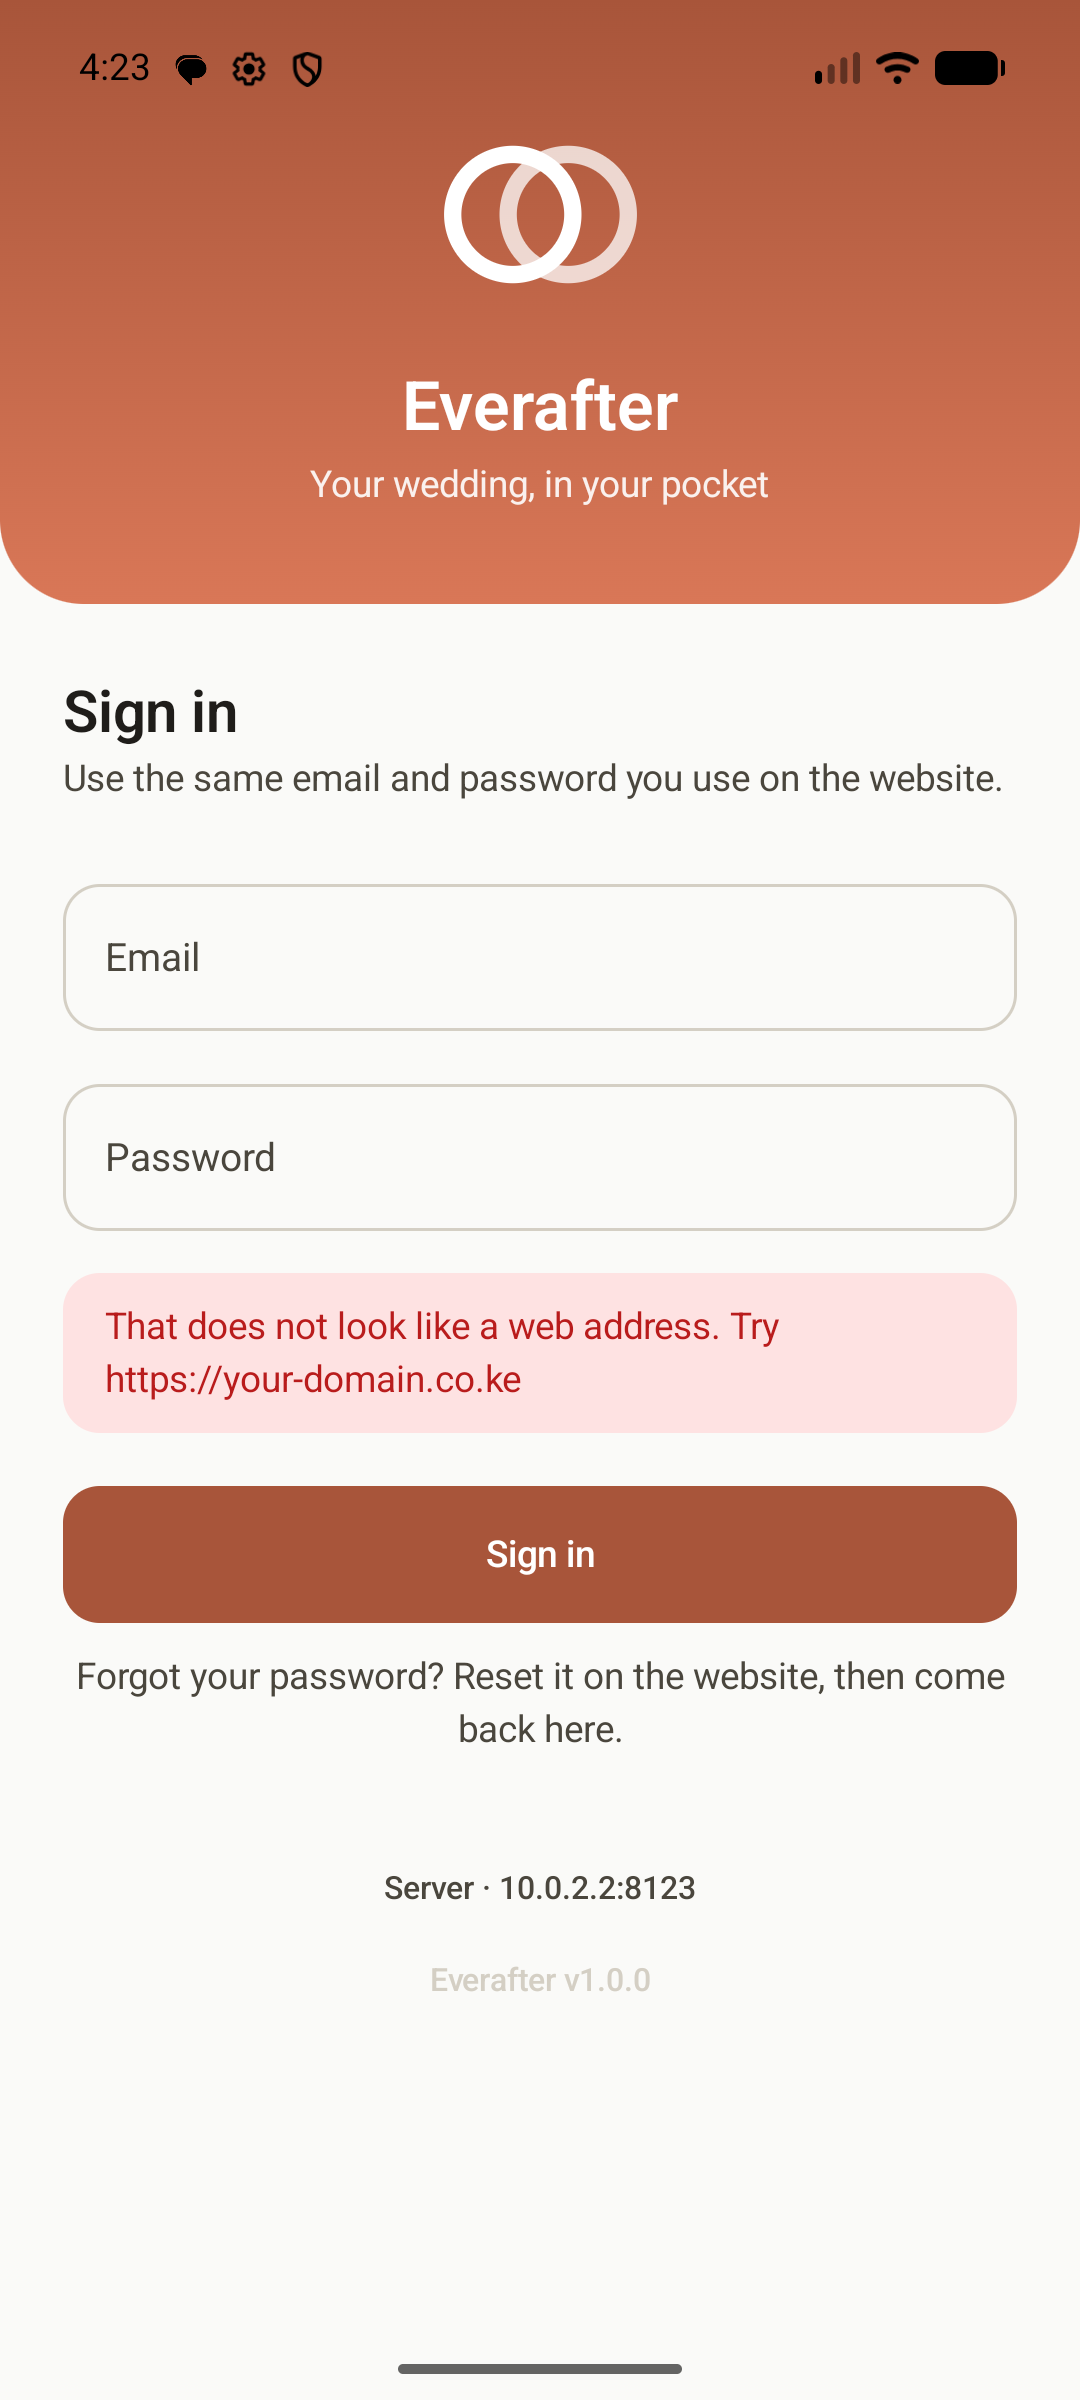 4:23
Everafter
Your wedding, in your pocket
Sign in
Use the same email and password you use on the website.
Email
Password
That does not look like a web address. Try
https://your-domain.co.ke
Sign in
Forgot your password? Reset it on the website, then come
back here.
Server · 10.0.2.2:8123
Everafter v1.0.0